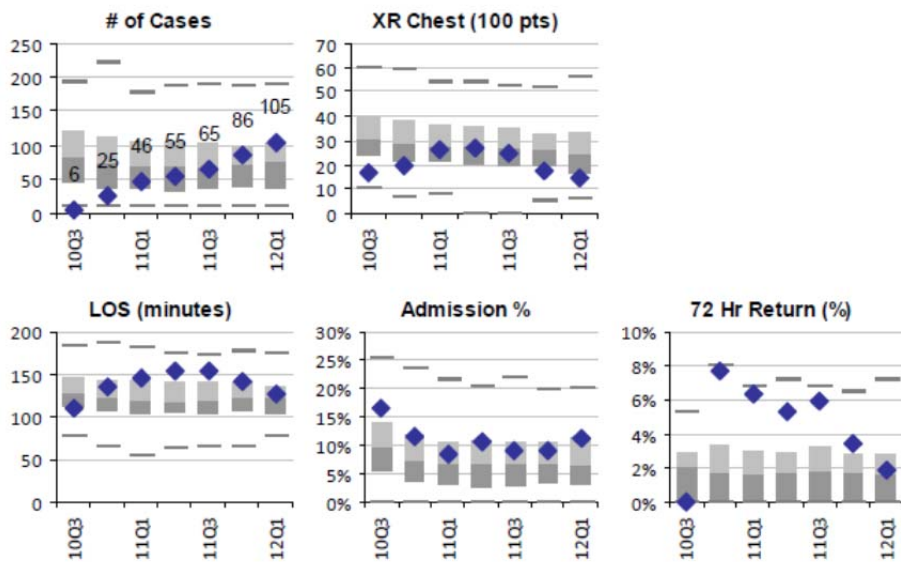 # of Cases
250
200
150
100
50
0
6
25
46
55
65
86
105
10Q3
11Q1
11Q3
12Q1
XR Chest (100 pts)
70
60
50
40
30
20
10
0
10Q3
11Q1
11Q3
12Q1
LOS (minutes)
200
150
100
50
0
10Q3
11Q1
11Q3
12Q1
Admission %
30%
25%
20%
15%
10%
5%
0%
10Q3
11Q1
11Q3
12Q1
72 Hr Return (%)
10%
8%
6%
4%
2%
0%
10Q3
11Q1
11Q3
12Q1